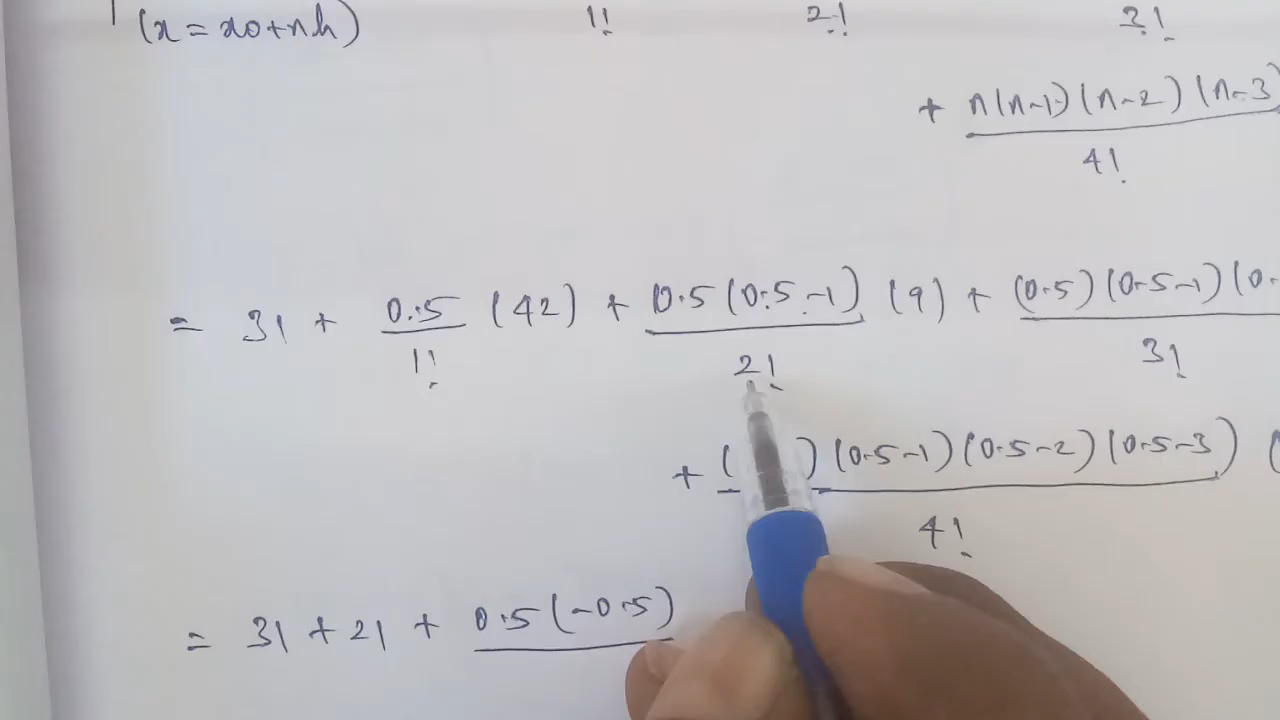 (x = x0+nh) 1! 2! 3!
+ n(n-1)(n-2)(n-3)
4!
= 31 + 0.5 (42) + 0.5(0.5-1) (9) + (0.5)(0.5-1)(0.
1! 2! 3!
+ ( )(0.5-1)(0.5-2)(0.5-3) (
4!
= 31 + 21 + 0.5(-0.5)